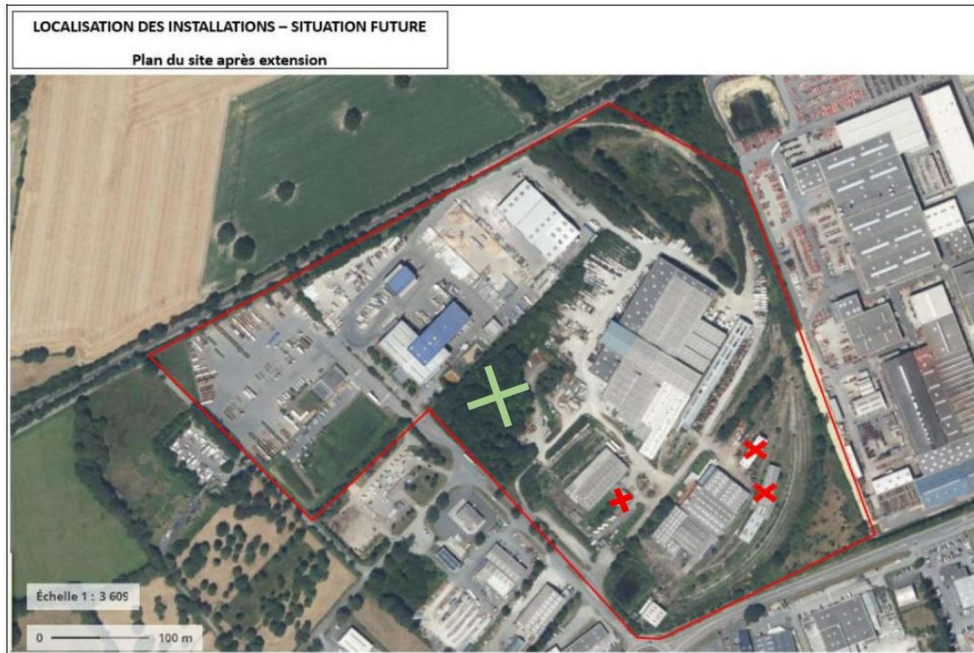 LOCALISATION DES INSTALLATIONS – SITUATION FUTURE
Plan du site après extension
Échelle 1 : 3 609
0 100 m